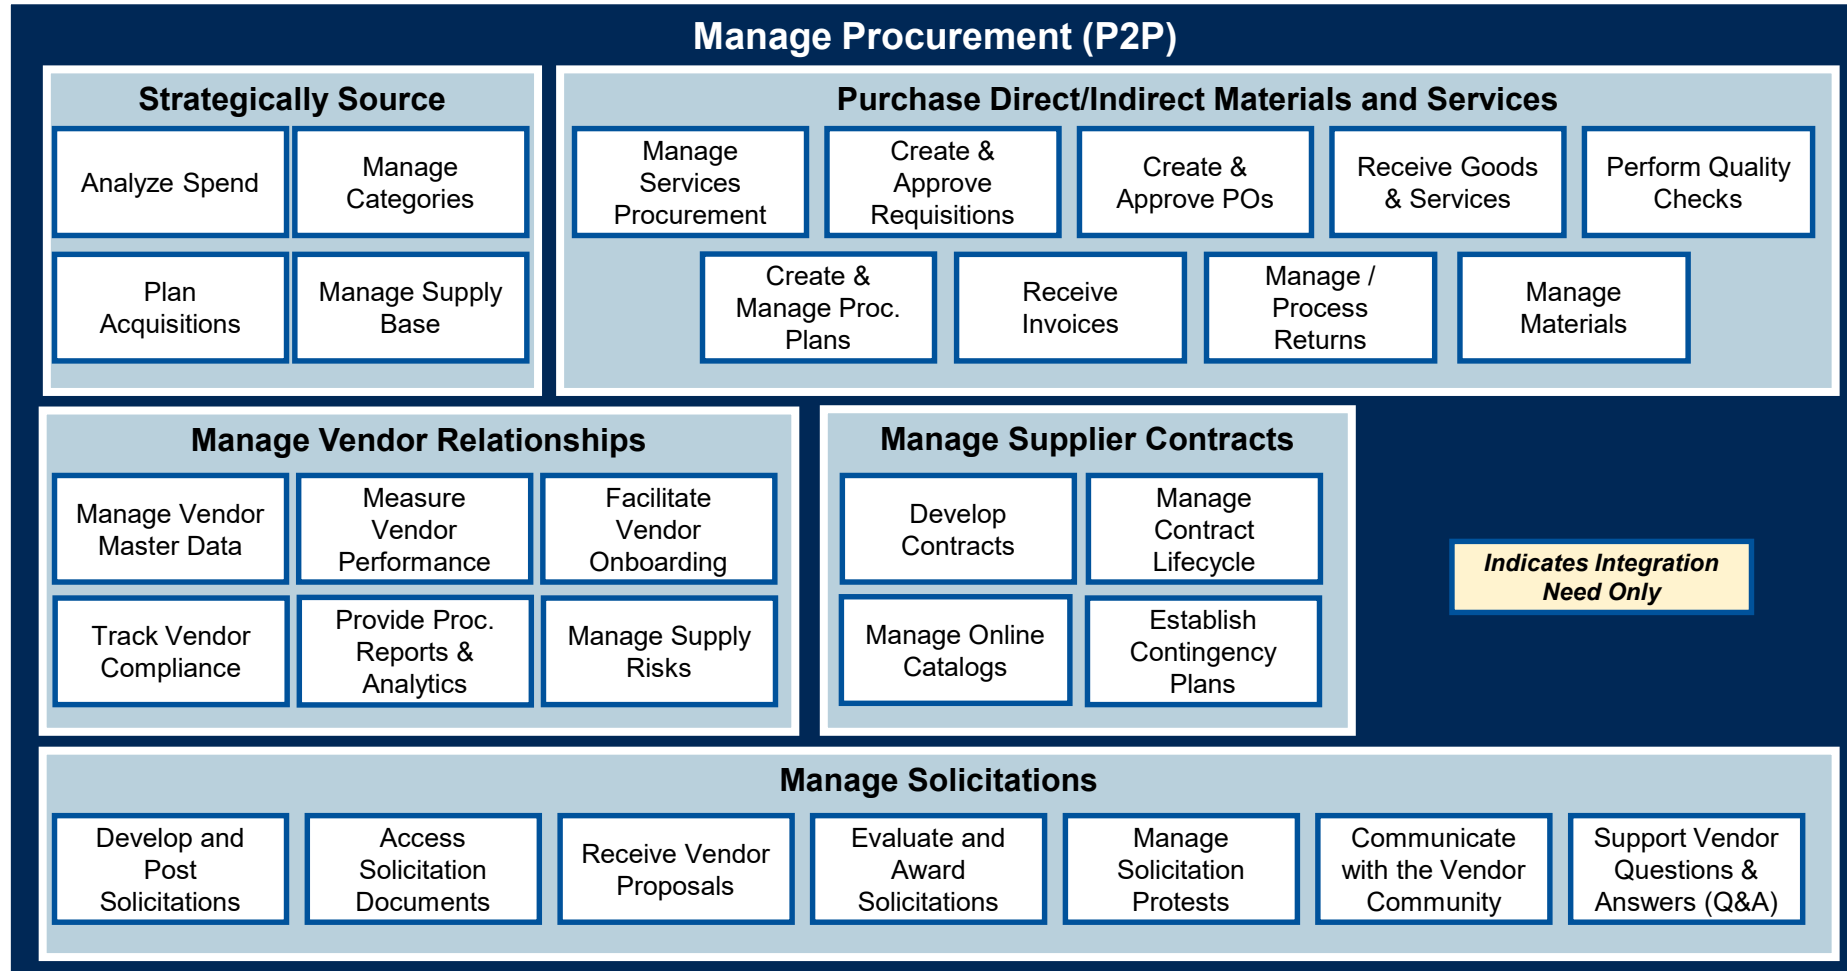 Manage Procurement (P2P)
Strategically Source
Analyze Spend
Manage
Categories
Plan
Acquisitions
Manage Supply
Base
Purchase Direct/Indirect Materials and Services
Manage
Services
Procurement
Create &
Approve
Requisitions
Create &
Approve POs
Receive Goods
& Services
Perform Quality
Checks
Create &
Manage Proc.
Plans
Receive
Invoices
Manage /
Process
Returns
Manage
Materials
Manage Vendor Relationships
Manage Vendor
Master Data
Measure
Vendor
Performance
Facilitate
Vendor
Onboarding
Track Vendor
Compliance
Provide Proc.
Reports &
Analytics
Manage Supply
Risks
Manage Supplier Contracts
Develop
Contracts
Manage
Contract
Lifecycle
Manage Online
Catalogs
Establish
Contingency
Plans
Indicates Integration
Need Only
Manage Solicitations
Develop and
Post
Solicitations
Access
Solicitation
Documents
Receive Vendor
Proposals
Evaluate and
Award
Solicitations
Manage
Solicitation
Protests
Communicate
with the Vendor
Community
Support Vendor
Questions &
Answers (Q&A)